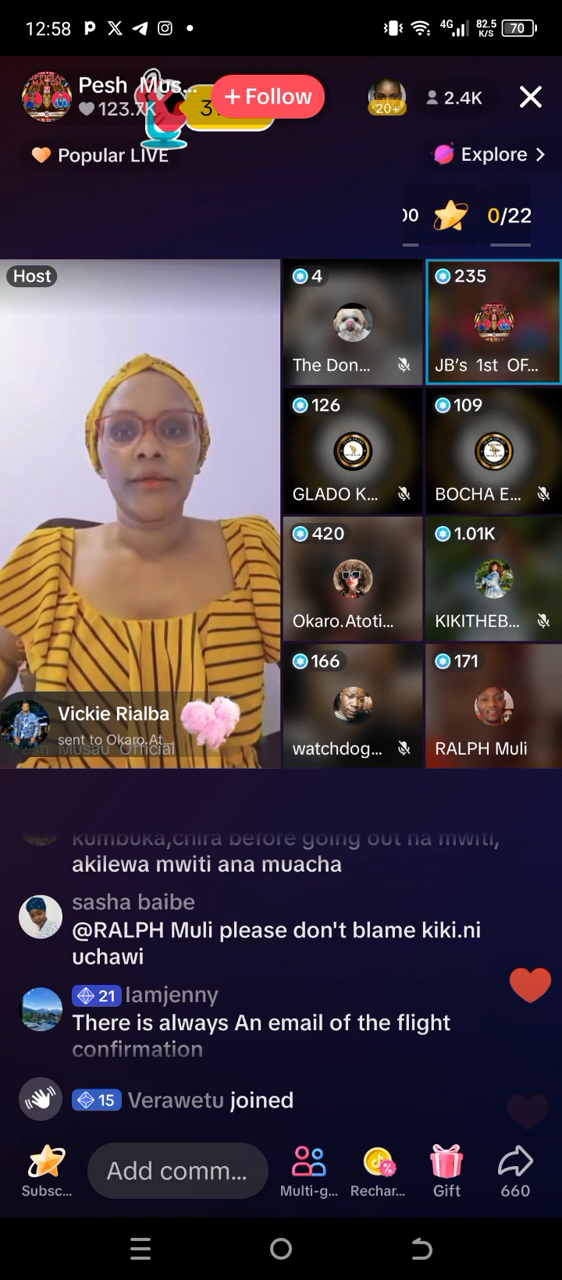 12:58
4G 82.5 K/S 70
Pesh Mus...
+ Follow
123.7K
20+
2.4K
Popular LIVE
Explore
0/22
Host
4
The Don...
235
JB's 1st OF...
126
GLADO K...
109
BOCHA E...
420
Okaro.Atoti...
1.01K
KIKITHEB...
166
watchdog...
171
RALPH Muli
Vickie Rialba
sent to Okaro.At...
Pesh Musau Official
kumbuka,chira before going out na mwiti,
akilewa mwiti ana muacha
sasha baibe
@RALPH Muli please don't blame kiki.ni
uchawi
21 Iamjenny
There is always An email of the flight
confirmation
15 Verawetu joined
Add comm...
Subsc...
Multi-g...
Rechar...
Gift
660